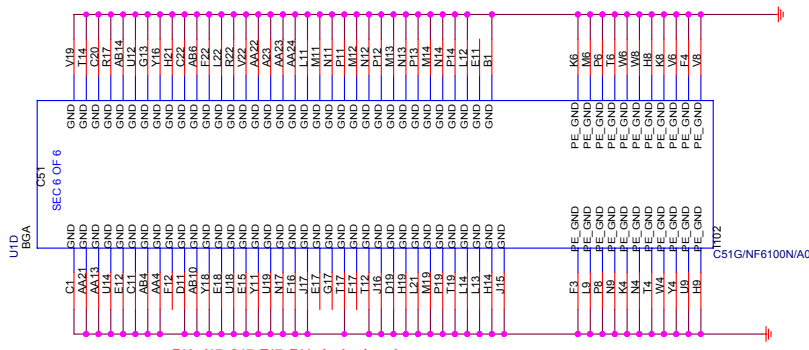 V19 T14 C20 R17 AB14 U12 G13 Y16 H21 C22 AB6 F22 L22 R22 V22 AA22 A23 AA23 AA24 L11 M11 N11 P11 M12 N12 P12 M13 N13 P13 M14 N14 P14 L12 E11 B1 K6 M6 P6 T6 W6 W8 H8 K8 V6 F4 V8
GND GND GND GND GND GND GND GND GND GND GND GND GND GND GND GND GND GND GND GND GND GND GND GND GND GND GND GND GND GND GND GND GND GND GND PE_GND PE_GND PE_GND PE_GND PE_GND PE_GND PE_GND PE_GND PE_GND PE_GND PE_GND
C51
SEC 6 OF 6
U1D
BGA
GND GND GND GND GND GND GND GND GND GND GND GND GND GND GND GND GND GND GND GND GND GND GND GND GND GND GND GND GND GND GND GND GND GND GND GND PE_GND PE_GND PE_GND PE_GND PE_GND PE_GND PE_GND PE_GND PE_GND PE_GND PE_GND
I102
C51G/NF6100N/A0
C1 AA21 AA13 U14 E12 C11 AB4 AA4 F12 D11 AB10 Y18 E18 U18 E15 Y11 U19 N17 F16 J17 E17 G17 T17 F17 T12 J16 D19 H19 L21 M19 P19 T19 L14 L13 H14 J15 F3 L9 P8 N9 K4 N4 T4 W4 Y4 U9 H9